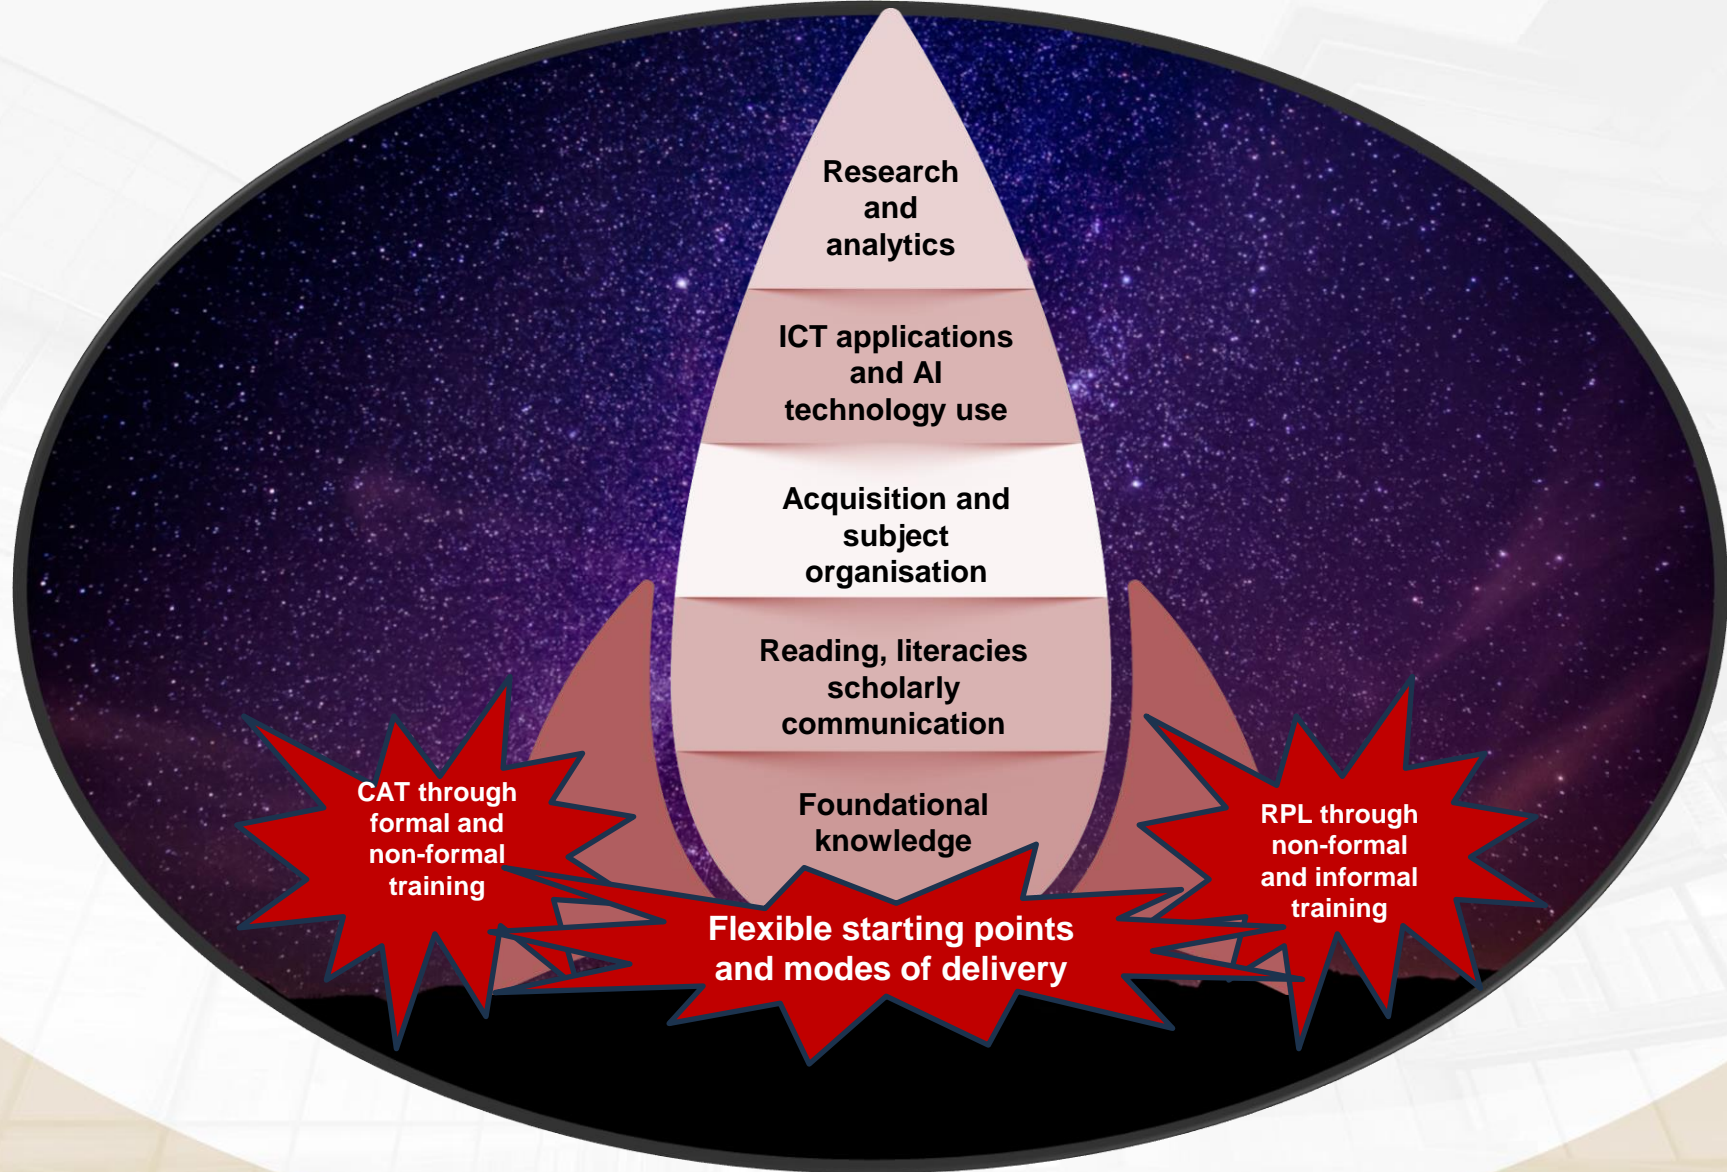 Research
and
analytics
ICT applications
and AI
technology use
Acquisition and
subject
organisation
Reading, literacies
scholarly
communication
Foundational
knowledge
CAT through
formal and
non-formal
training
RPL through
non-formal
and informal
training
Flexible starting points
and modes of delivery